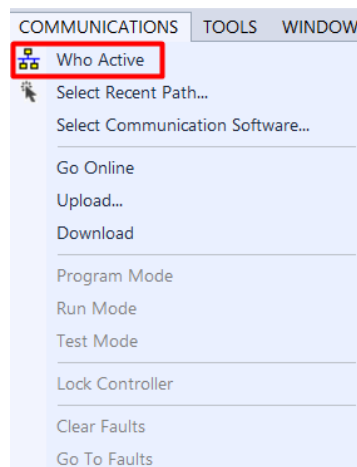 COMMUNICATIONS TOOLS WINDOW
Who Active
Select Recent Path...
Select Communication Software...
Go Online
Upload...
Download
Program Mode
Run Mode
Test Mode
Lock Controller
Clear Faults
Go To Faults